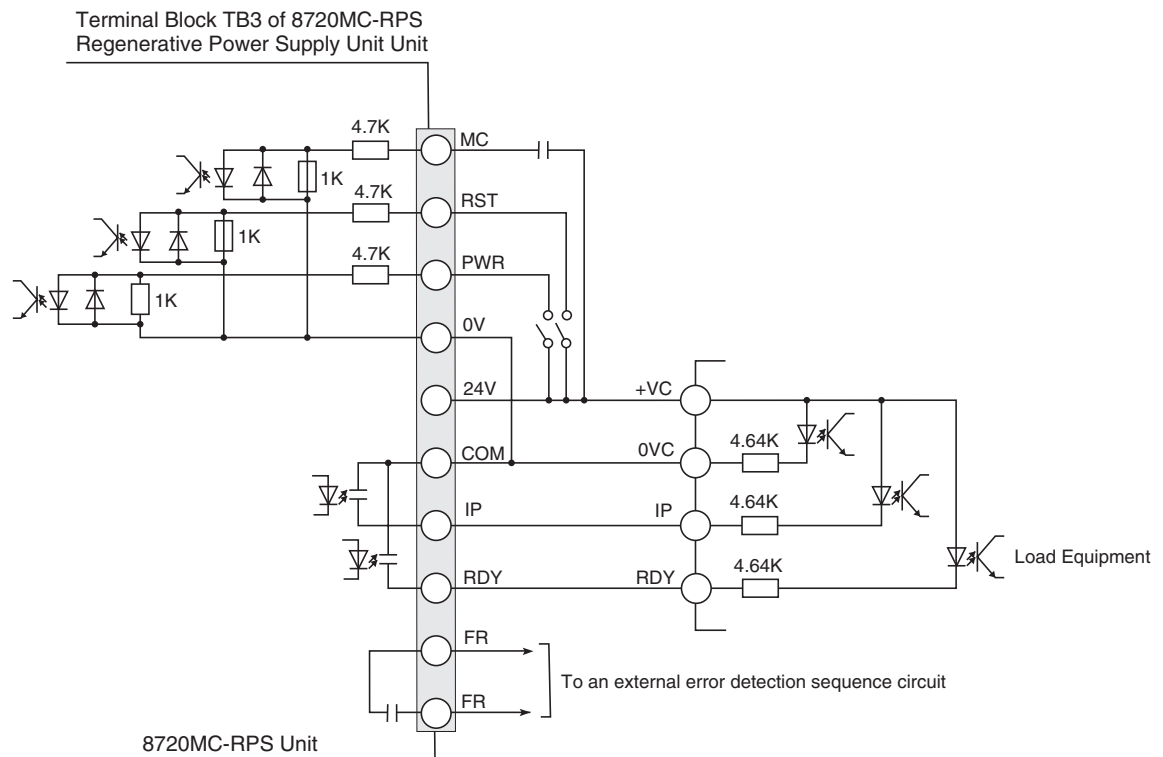 Terminal Block TB3 of 8720MC-RPS
Regenerative Power Supply Unit Unit
4.7K
MC
1K
4.7K
RST
1K
4.7K
PWR
1K
0V
24V
+VC
COM
0VC
4.64K
IP
IP
4.64K
RDY
RDY
4.64K
Load Equipment
FR
To an external error detection sequence circuit
FR
8720MC-RPS Unit